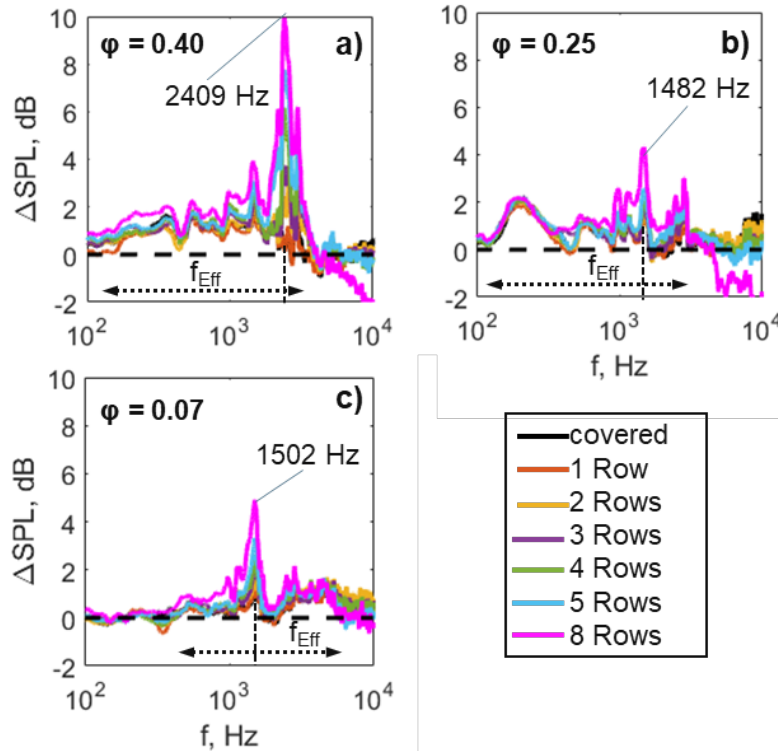 φ = 0.40
a)
2409 Hz
ΔSPL, dB
10
8
6
4
2
0
-2
f_Eff
10^2
10^3
10^4
φ = 0.25
b)
1482 Hz
10
8
6
4
2
0
-2
f_Eff
10^2
10^3
10^4
f, Hz
φ = 0.07
c)
1502 Hz
ΔSPL, dB
10
8
6
4
2
0
-2
f_Eff
10^2
10^3
10^4
f, Hz
covered
1 Row
2 Rows
3 Rows
4 Rows
5 Rows
8 Rows